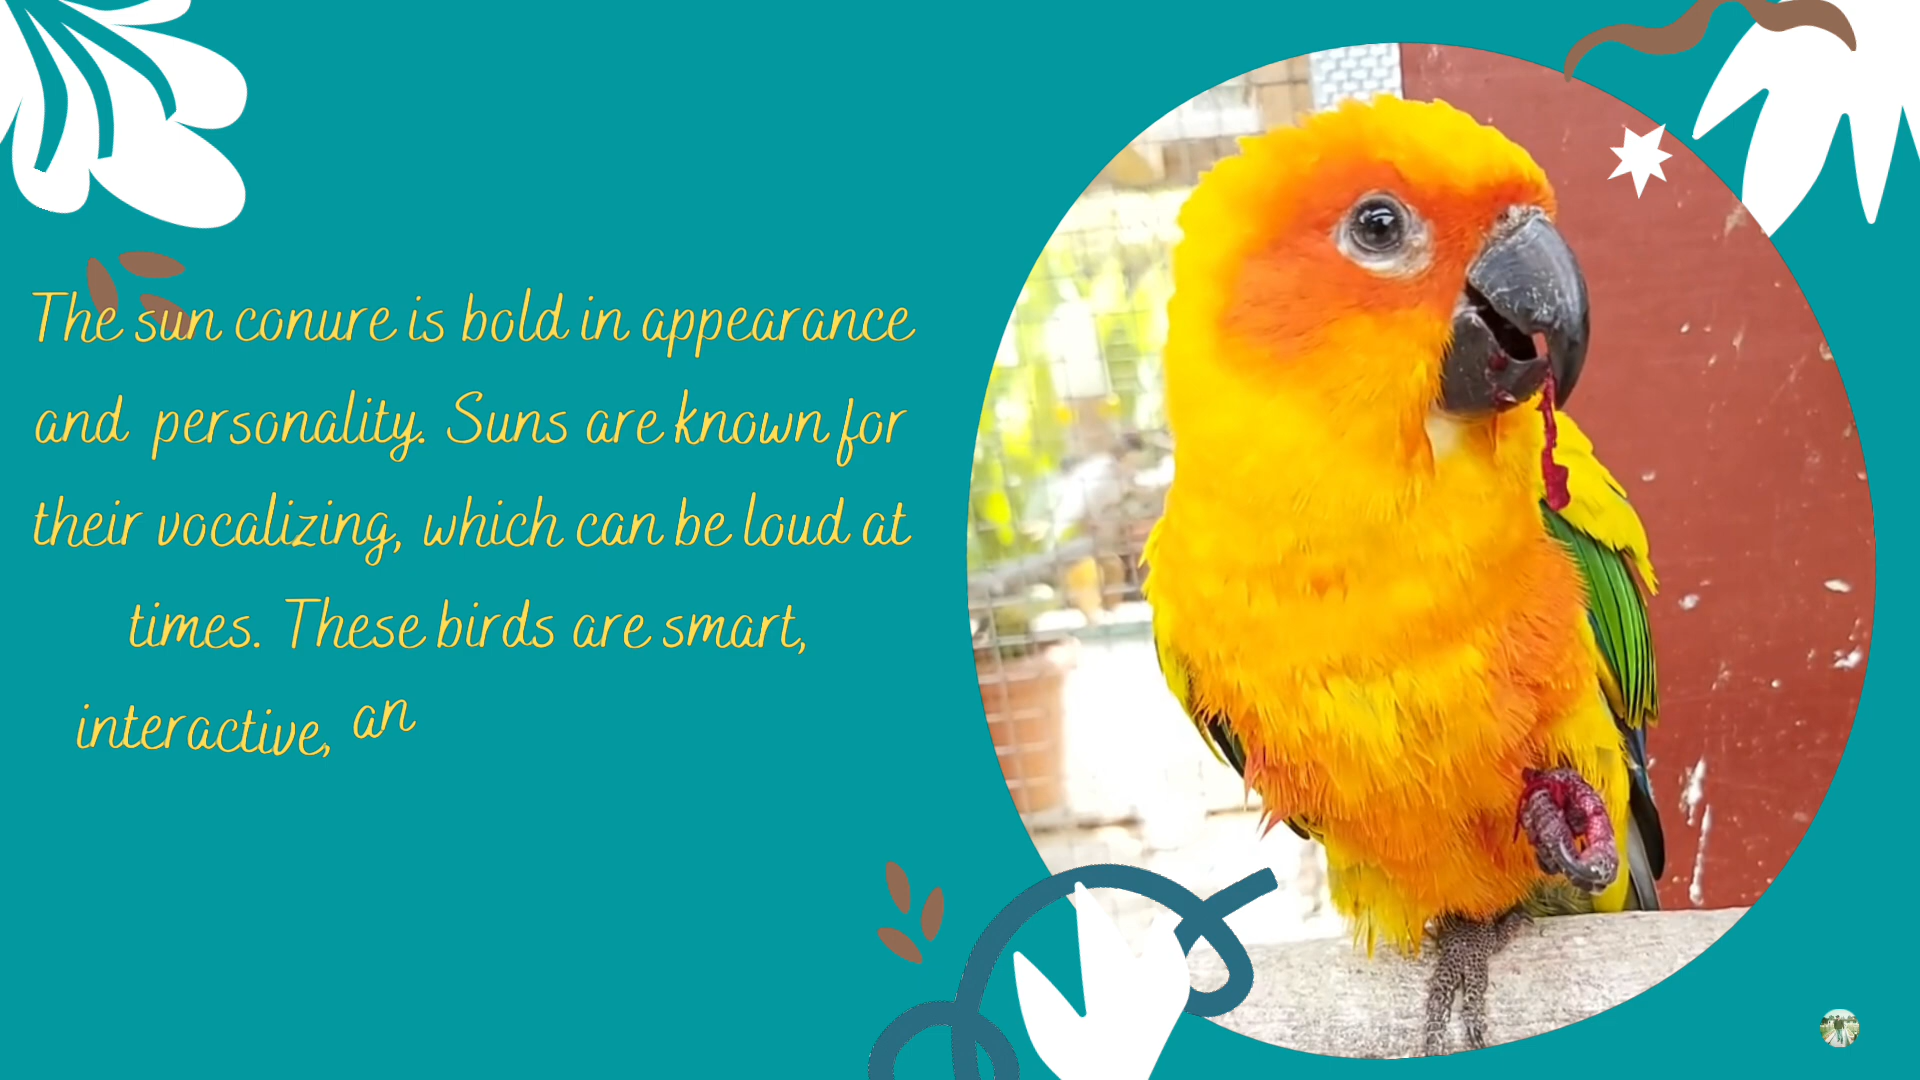 The sun conure is bold in appearance
and personality. Suns are known for
their vocalizing, which can be loud at
times. These birds are smart,
interactive, an